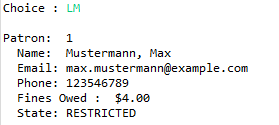 Choice : LM
Patron:  1
  Name:  Mustermann, Max
  Email: max.mustermann@example.com
  Phone: 123546789
  Fines Owed :  $4.00
  State: RESTRICTED